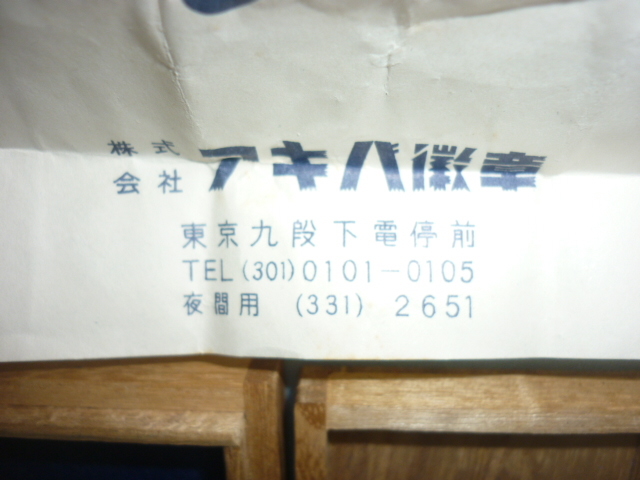 株式会社 アキバ徽章
東京九段下電停前
TEL(301)0101-0105
夜間用 (331) 2651